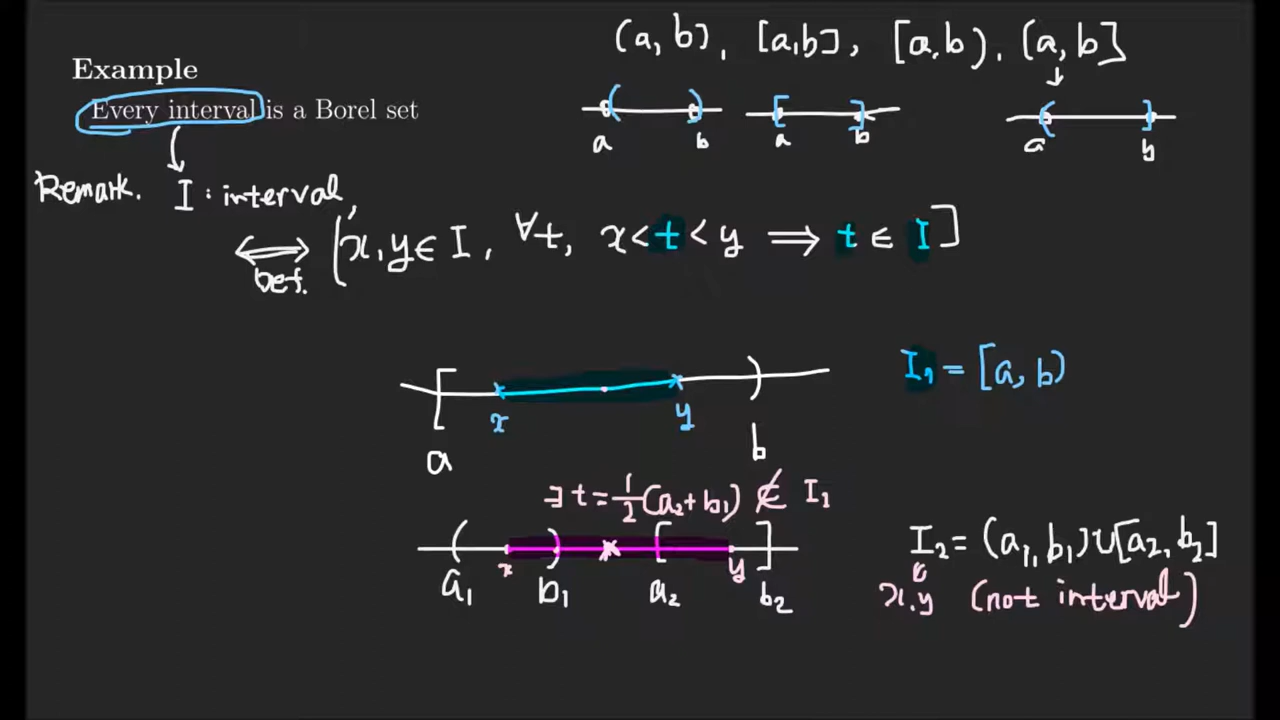 (a, b), [a,b], [a,b), (a, b]
Example
Every interval is a Borel set
a b a b a b
Remark. I : interval,
⟺ [x, y ∈ I, ∀t, x < t < y ⟹ t ∈ I]
Def.
I₁ = [a, b)
x y
a b
∃ t = ½(a₂ + b₁) ∉ I₂
I₂ = (a₁, b₁) ∪ [a₂, b₂]
x y
a₁ b₁ a₂ b₂
x, y (not interval)